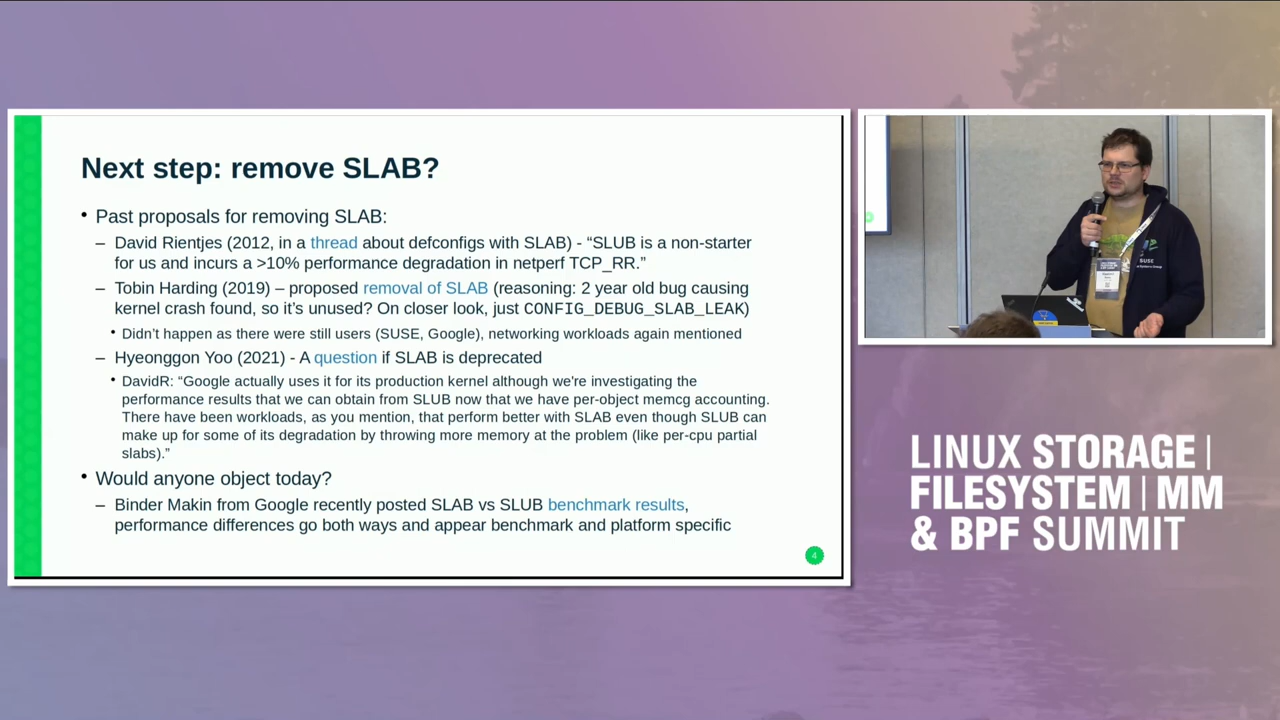 Next step: remove SLAB?
• Past proposals for removing SLAB:
– David Rientjes (2012, in a thread about defconfigs with SLAB) - “SLUB is a non-starter
for us and incurs a >10% performance degradation in netperf TCP_RR.”
– Tobin Harding (2019) – proposed removal of SLAB (reasoning: 2 year old bug causing
kernel crash found, so it’s unused? On closer look, just CONFIG_DEBUG_SLAB_LEAK)
• Didn’t happen as there were still users (SUSE, Google), networking workloads again mentioned
– Hyeonggon Yoo (2021) - A question if SLAB is deprecated
• DavidR: “Google actually uses it for its production kernel although we're investigating the
performance results that we can obtain from SLUB now that we have per-object memcg accounting.
There have been workloads, as you mention, that perform better with SLAB even though SLUB can
make up for some of its degradation by throwing more memory at the problem (like per-cpu partial
slabs).”
• Would anyone object today?
– Binder Makin from Google recently posted SLAB vs SLUB benchmark results,
performance differences go both ways and appear benchmark and platform specific
4
SUSE
LINUX STORAGE |
FILESYSTEM | MM
& BPF SUMMIT